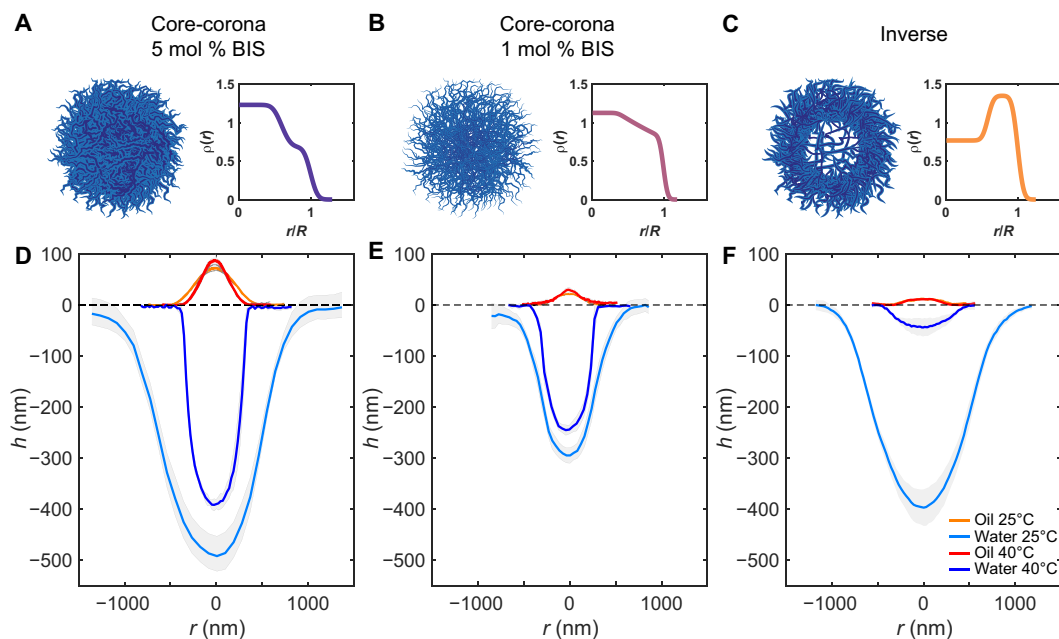 A
Core-corona
5 mol % BIS
B
Core-corona
1 mol % BIS
C
Inverse
1.5
1
0.5
0
ρ(r)
0
1
r/R
1.5
1
0.5
0
ρ(r)
0
1
r/R
1.5
1
0.5
0
ρ(r)
0
1
r/R
D
100
0
−100
−200
−300
−400
−500
h (nm)
−1000
0
1000
r (nm)
E
100
0
−100
−200
−300
−400
−500
h (nm)
−1000
0
1000
r (nm)
F
100
0
−100
−200
−300
−400
−500
h (nm)
−1000
0
1000
r (nm)
Oil 25°C
Water 25°C
Oil 40°C
Water 40°C